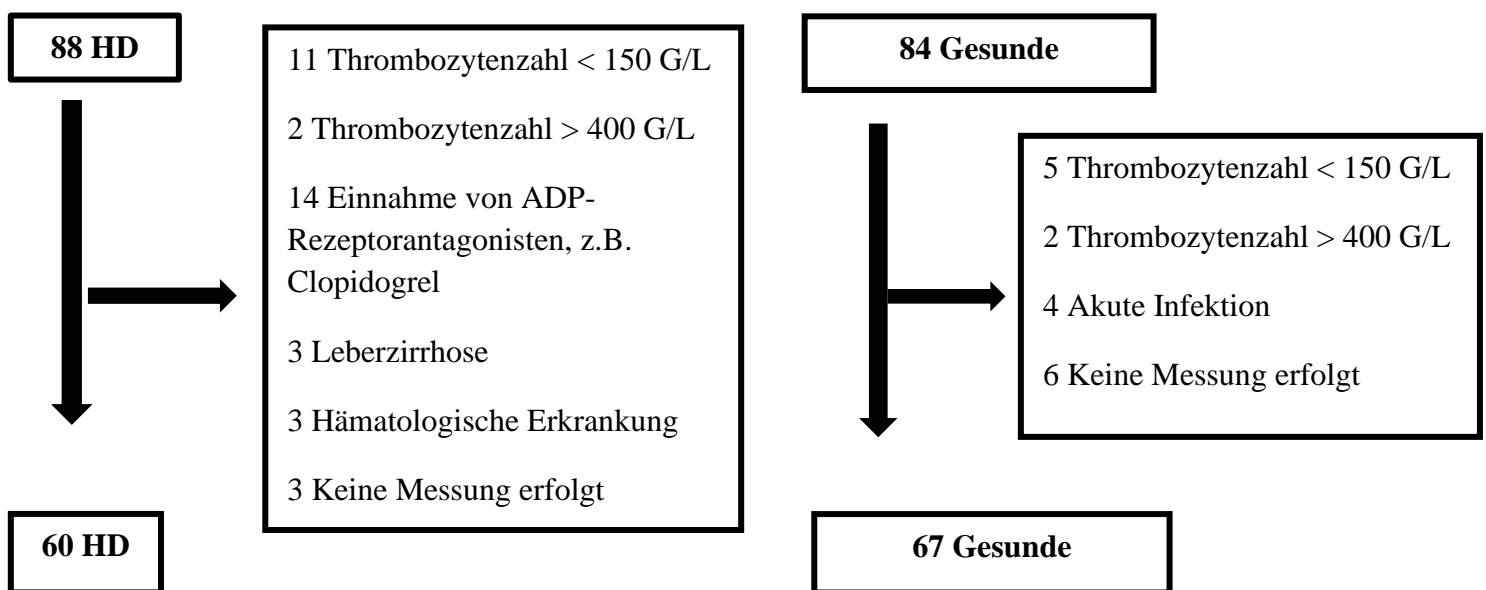 88 HD
11 Thrombozytenzahl < 150 G/L
2 Thrombozytenzahl > 400 G/L
14 Einnahme von ADP-
Rezeptorantagonisten, z.B.
Clopidogrel
3 Leberzirrhose
3 Hämatologische Erkrankung
3 Keine Messung erfolgt
60 HD
84 Gesunde
5 Thrombozytenzahl < 150 G/L
2 Thrombozytenzahl > 400 G/L
4 Akute Infektion
6 Keine Messung erfolgt
67 Gesunde